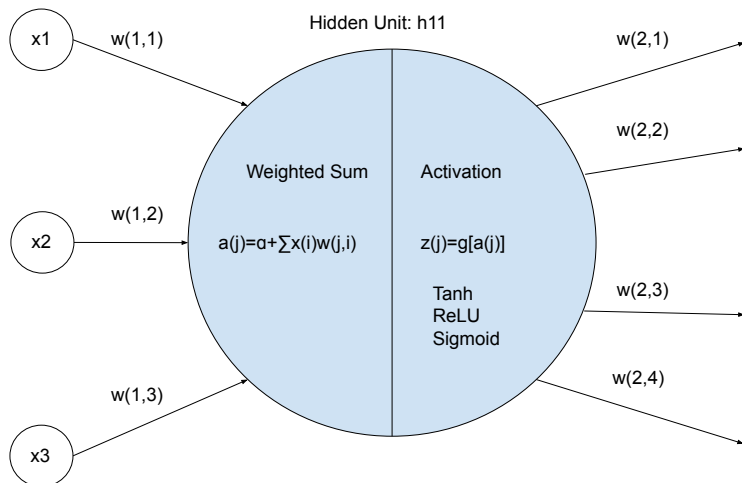 Hidden Unit: h11
x1
w(1,1)
w(2,1)
w(2,2)
Weighted Sum
Activation
x2
w(1,2)
a(j)=α+∑x(i)w(j,i)
z(j)=g[a(j)]
w(2,3)
Tanh
ReLU
Sigmoid
w(2,4)
w(1,3)
x3